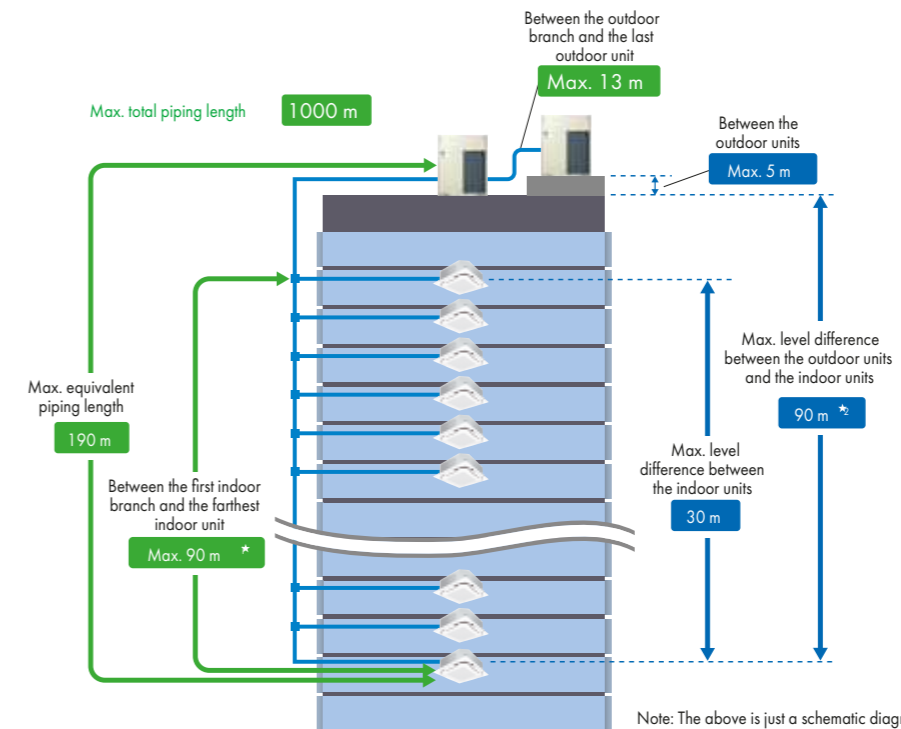 Between the outdoor
branch and the last
outdoor unit
Max. 13 m
Max. total piping length
1000 m
Between the
outdoor units
Max. 5 m
Max. level difference
between the outdoor units
and the indoor units
90 m ★2
Max. equivalent
piping length
190 m
Max. level
difference between
the indoor units
30 m
Between the first indoor
branch and the farthest
indoor unit
Max. 90 m ★
Note: The above is just a schematic